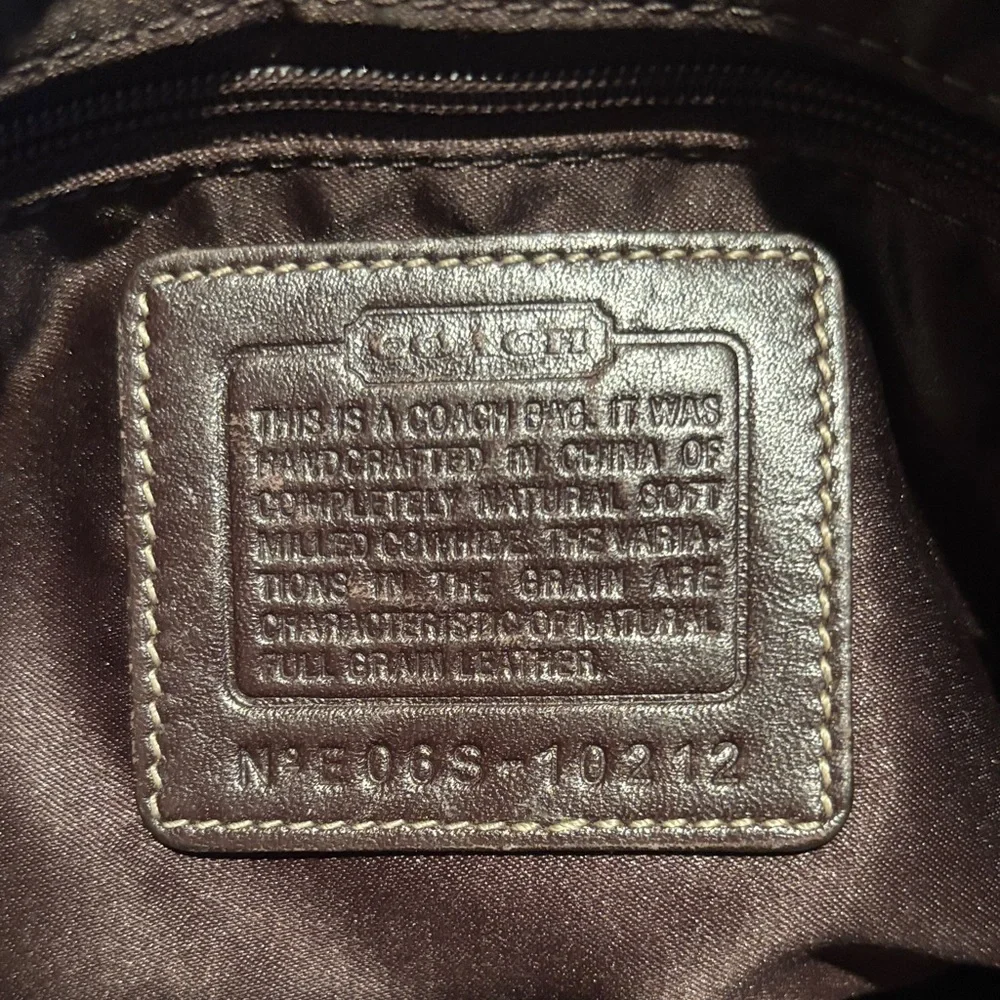 COACH
THIS IS A COACH BAG. IT WAS
HANDCRAFTED IN CHINA OF
COMPLETELY NATURAL SOFT
MILLED COWHIDE. THE VARIA-
TIONS IN THE GRAIN ARE
CHARACTERISTIC OF NATURAL
FULL GRAIN LEATHER.
Nº E06S-10212